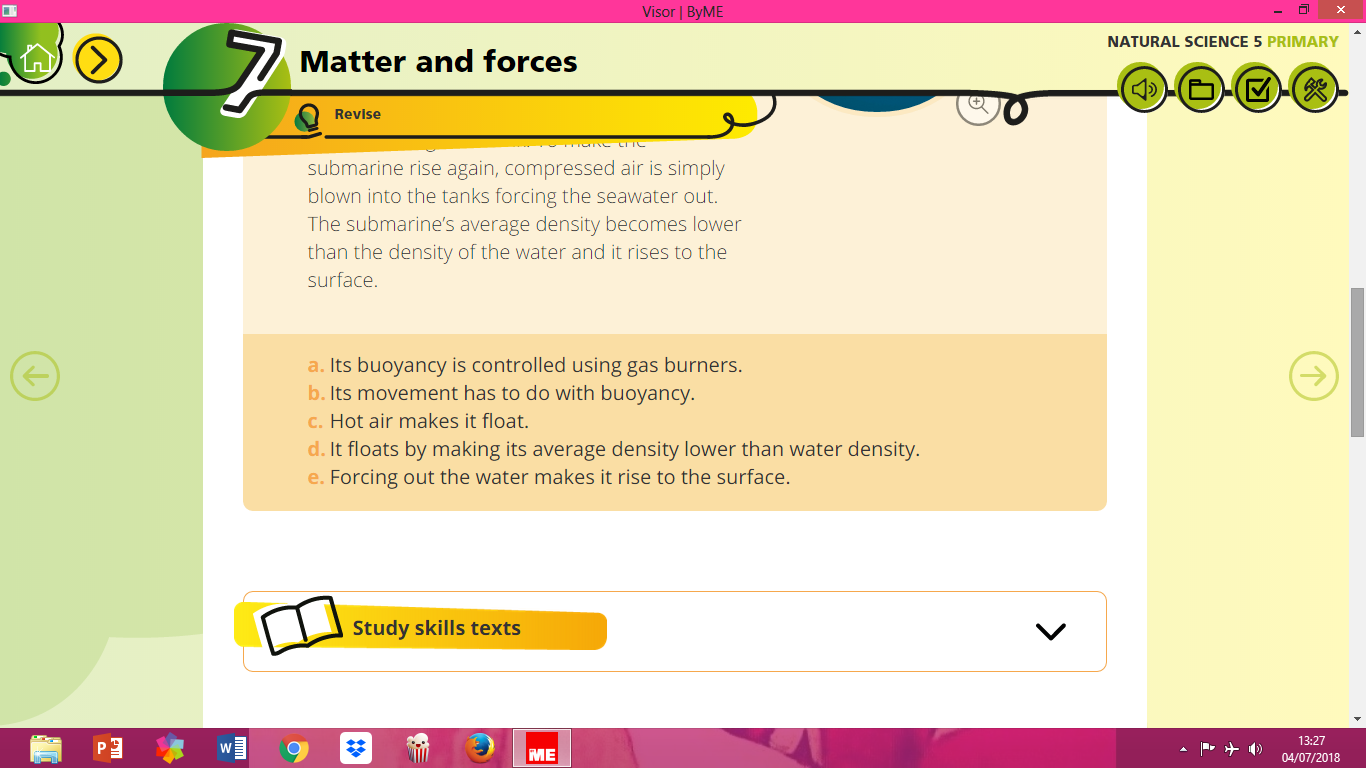 Visor | ByME
NATURAL SCIENCE 5 PRIMARY
7
Matter and forces
Revise
submarine rise again, compressed air is simply
blown into the tanks forcing the seawater out.
The submarine's average density becomes lower
than the density of the water and it rises to the
surface.
a. Its buoyancy is controlled using gas burners.
b. Its movement has to do with buoyancy.
c. Hot air makes it float.
d. It floats by making its average density lower than water density.
e. Forcing out the water makes it rise to the surface.
Study skills texts
ME
13:27
04/07/2018